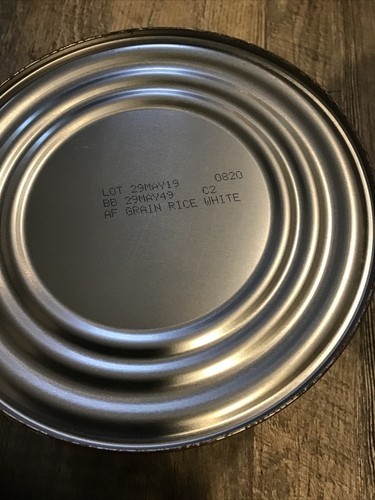 LOT 29MAY19 0820
BB 29MAY49 C2
AF GRAIN RICE WHITE